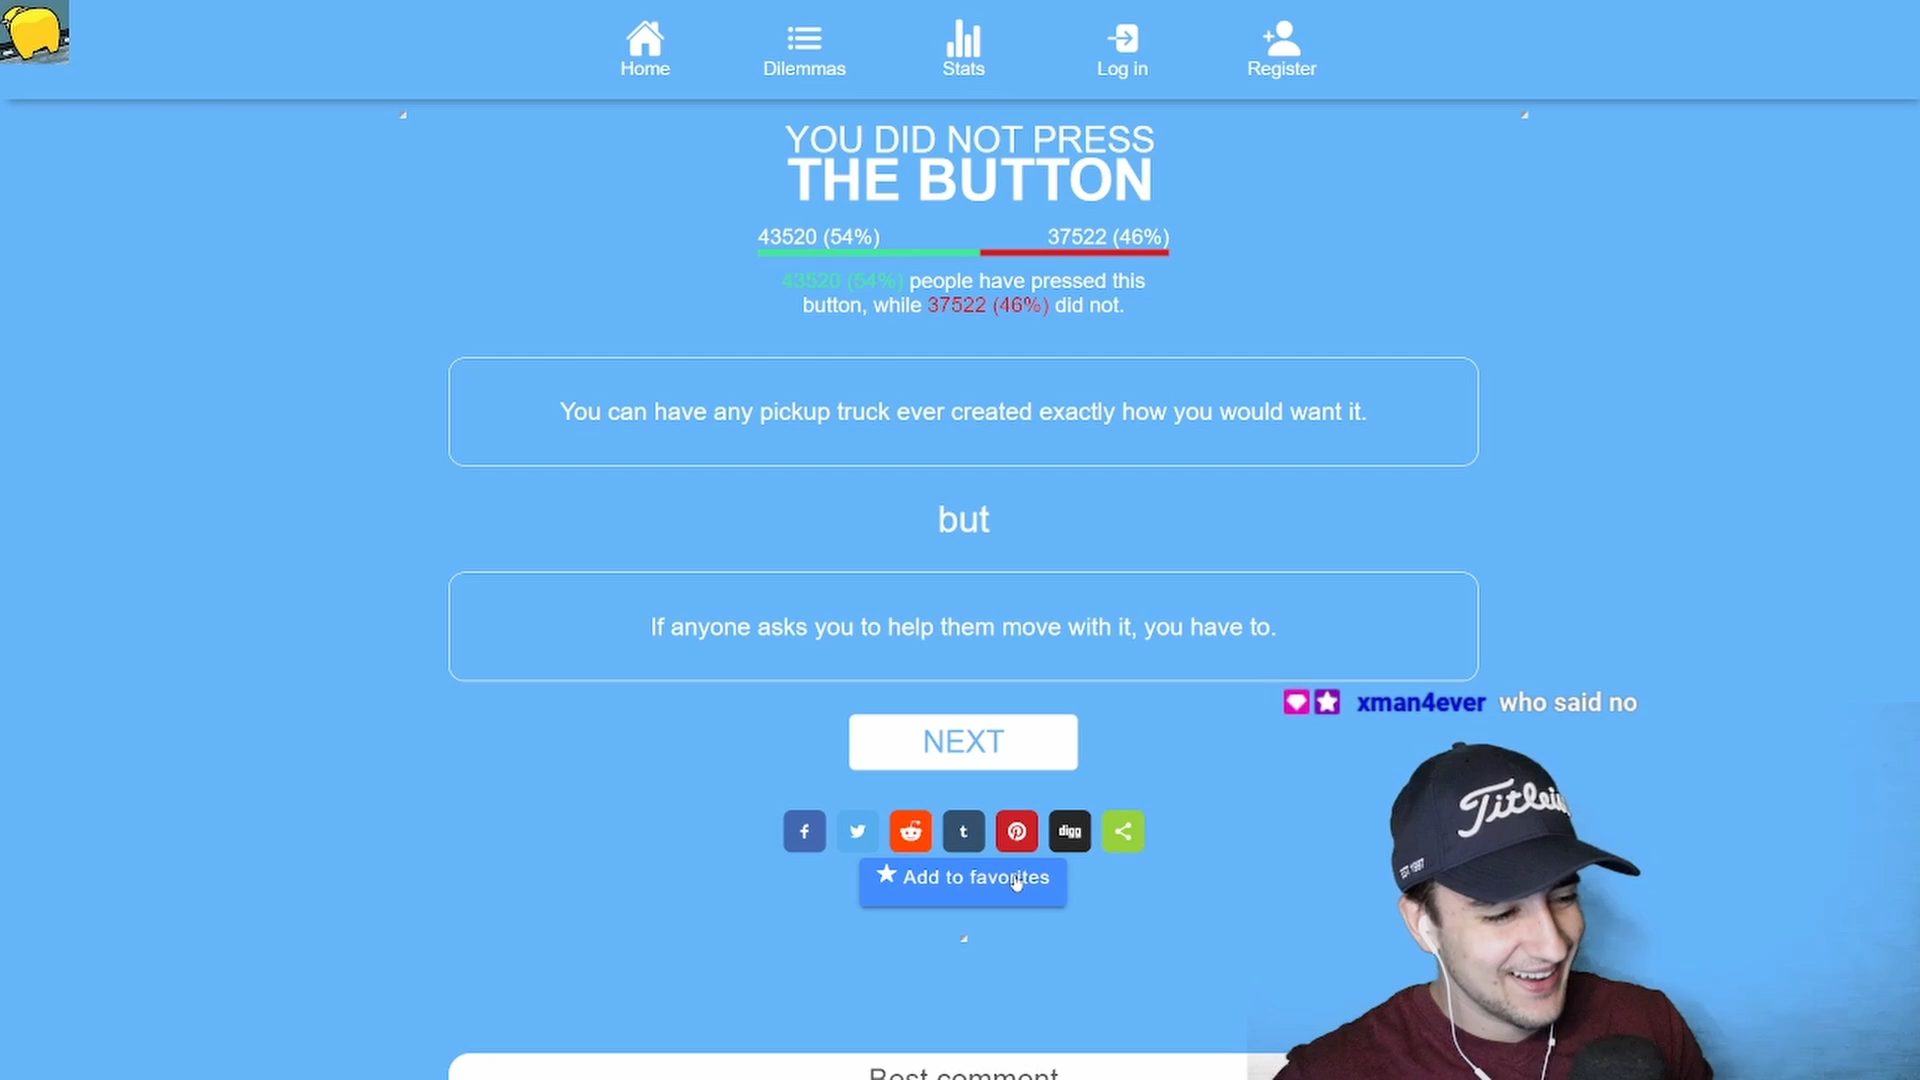 Home
Dilemmas
Stats
Log in
Register
YOU DID NOT PRESS
THE BUTTON
43520 (54%)
37522 (46%)
43520 (54%) people have pressed this
button, while 37522 (46%) did not.
You can have any pickup truck ever created exactly how you would want it.
but
If anyone asks you to help them move with it, you have to.
xman4ever who said no
NEXT
f
t
digg
Add to favorites
EST 1987
Best comment